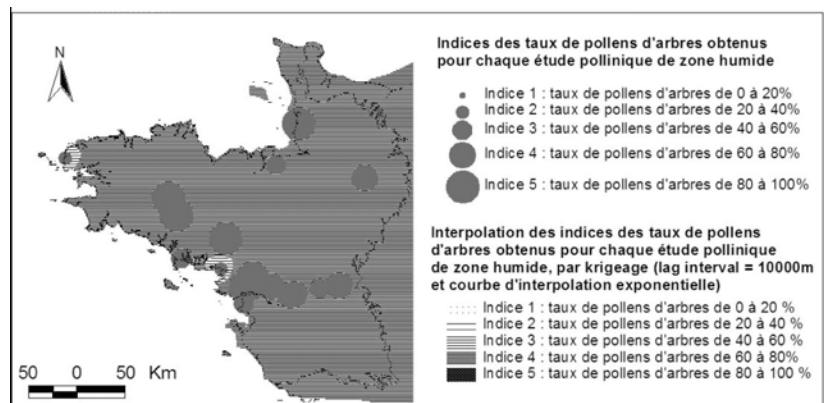 N
50 0 50 Km
Indices des taux de pollens d'arbres obtenus
pour chaque étude pollinique de zone humide
Indice 1 : taux de pollens d'arbres de 0 à 20%
Indice 2 : taux de pollens d'arbres de 20 à 40%
Indice 3 : taux de pollens d'arbres de 40 à 60%
Indice 4 : taux de pollens d'arbres de 60 à 80%
Indice 5 : taux de pollens d'arbres de 80 à 100%
Interpolation des indices des taux de pollens
d'arbres obtenus pour chaque étude pollinique
de zone humide, par krigeage (lag interval = 10000m
et courbe d'interpolation exponentielle)
Indice 1 : taux de pollens d'arbres de 0 à 20 %
Indice 2 : taux de pollens d'arbres de 20 à 40 %
Indice 3 : taux de pollens d'arbres de 40 à 60 %
Indice 4 : taux de pollens d'arbres de 60 à 80%
Indice 5 : taux de pollens d'arbres de 80 à 100 %